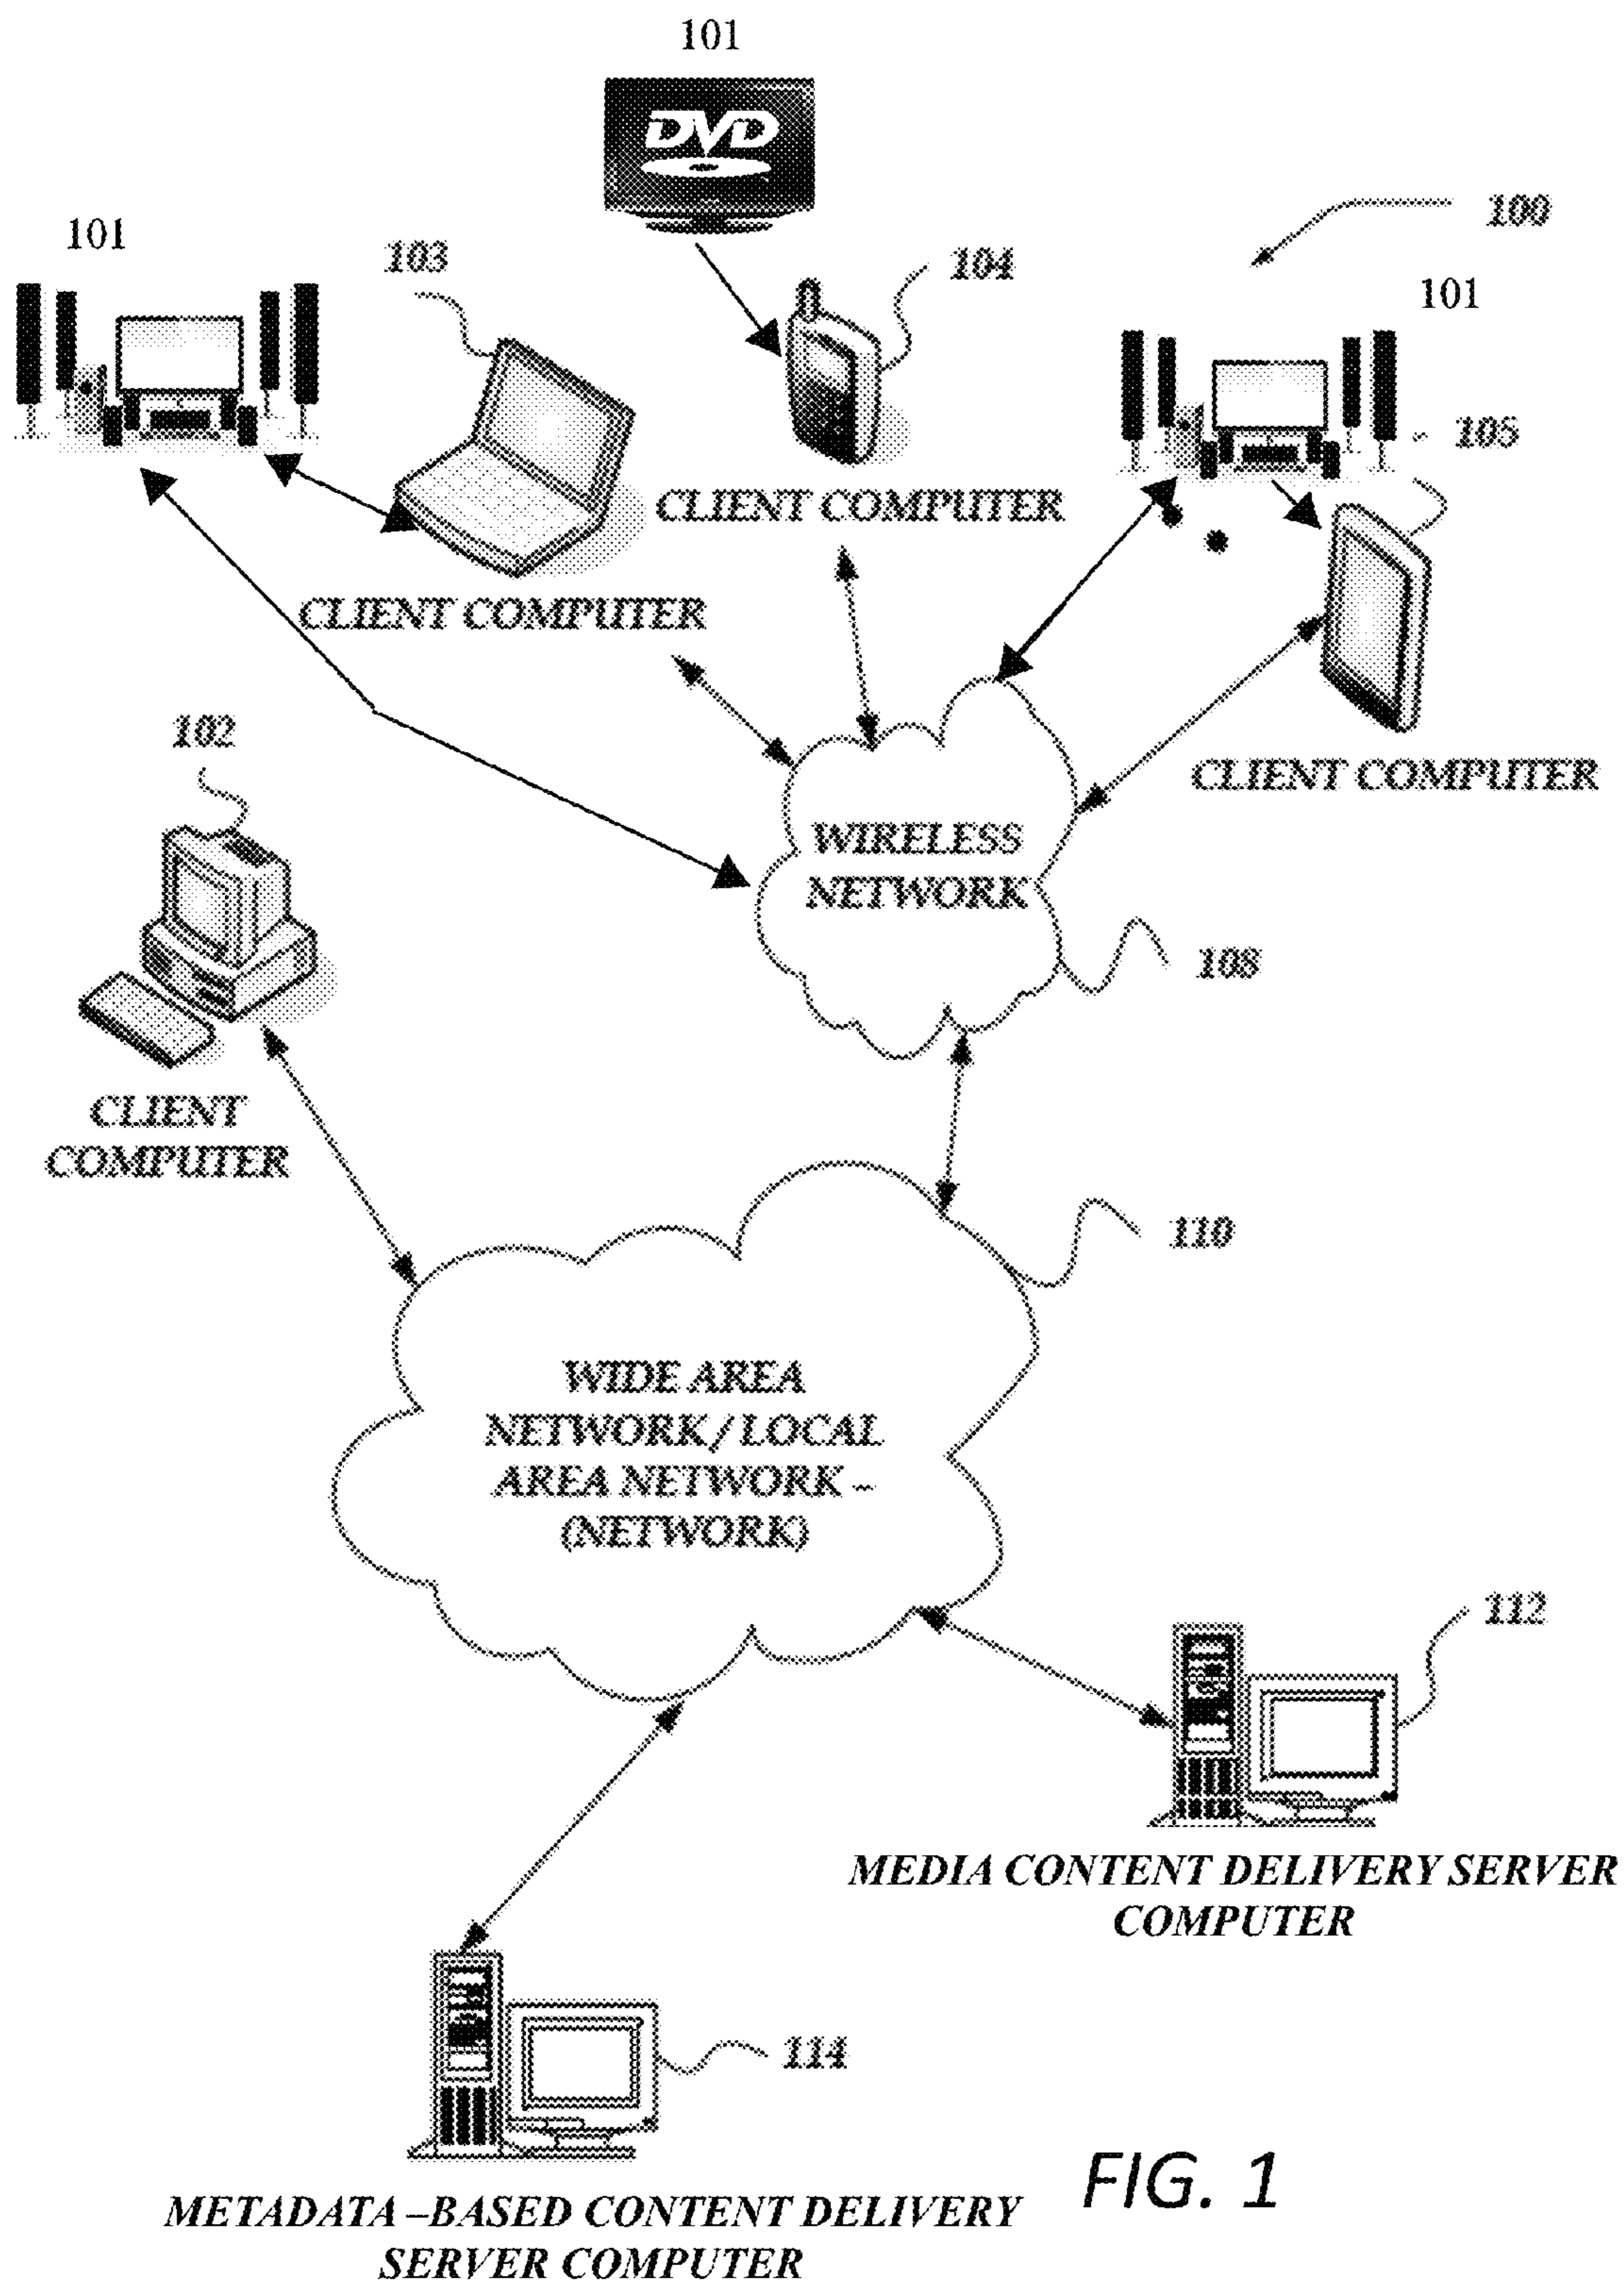 101
DVD
100
101
103
104
101
105
CLIENT COMPUTER
CLIENT COMPUTER
102
CLIENT COMPUTER
WIRELESS
NETWORK
108
CLIENT
COMPUTER
110
WIDE AREA
NETWORK / LOCAL
AREA NETWORK –
(NETWORK)
112
MEDIA CONTENT DELIVERY SERVER
COMPUTER
114
METADATA –BASED CONTENT DELIVERY
SERVER COMPUTER
FIG. 1